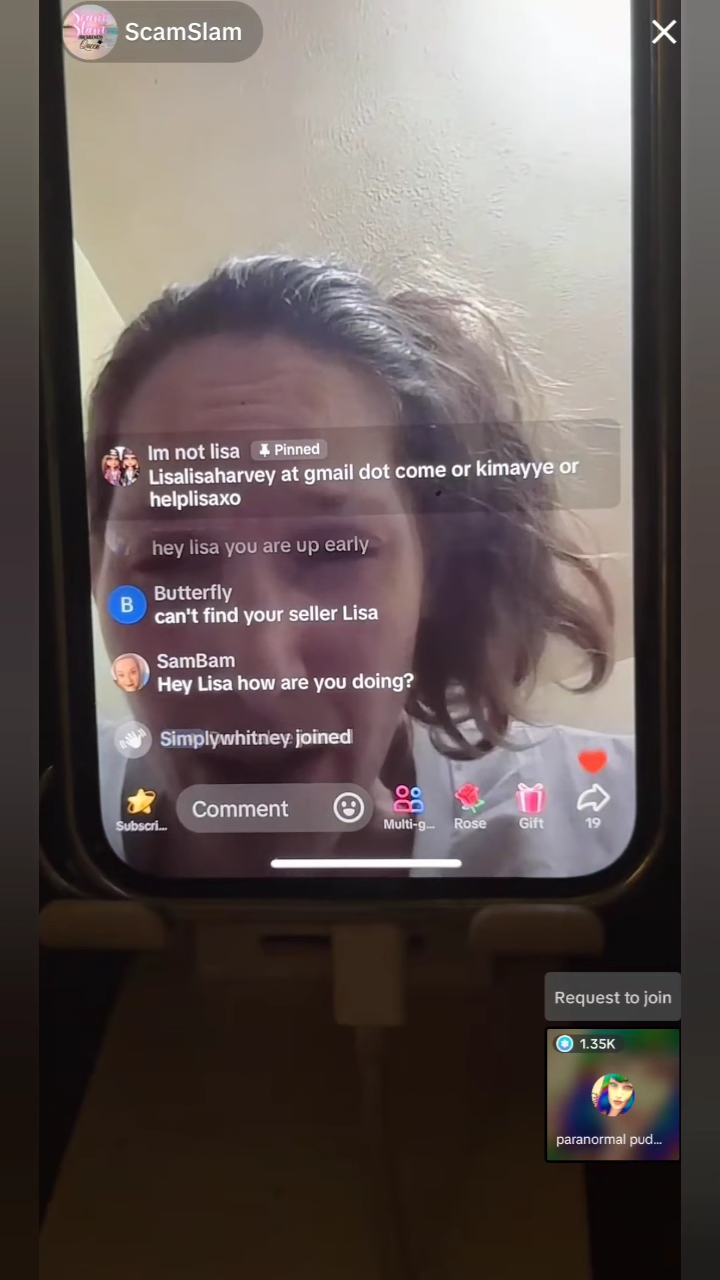 ScamSlam
Im not lisa Pinned
Lisalisaharvey at gmail dot come or kimayye or
helplisaxo
hey lisa you are up early
Butterfly
B
can't find your seller Lisa
SamBam
Hey Lisa how are you doing?
Simplywhitney joined
Comment
Subscri...
Multi-g...
Rose
Gift
19
Request to join
1.35K
paranormal pud...